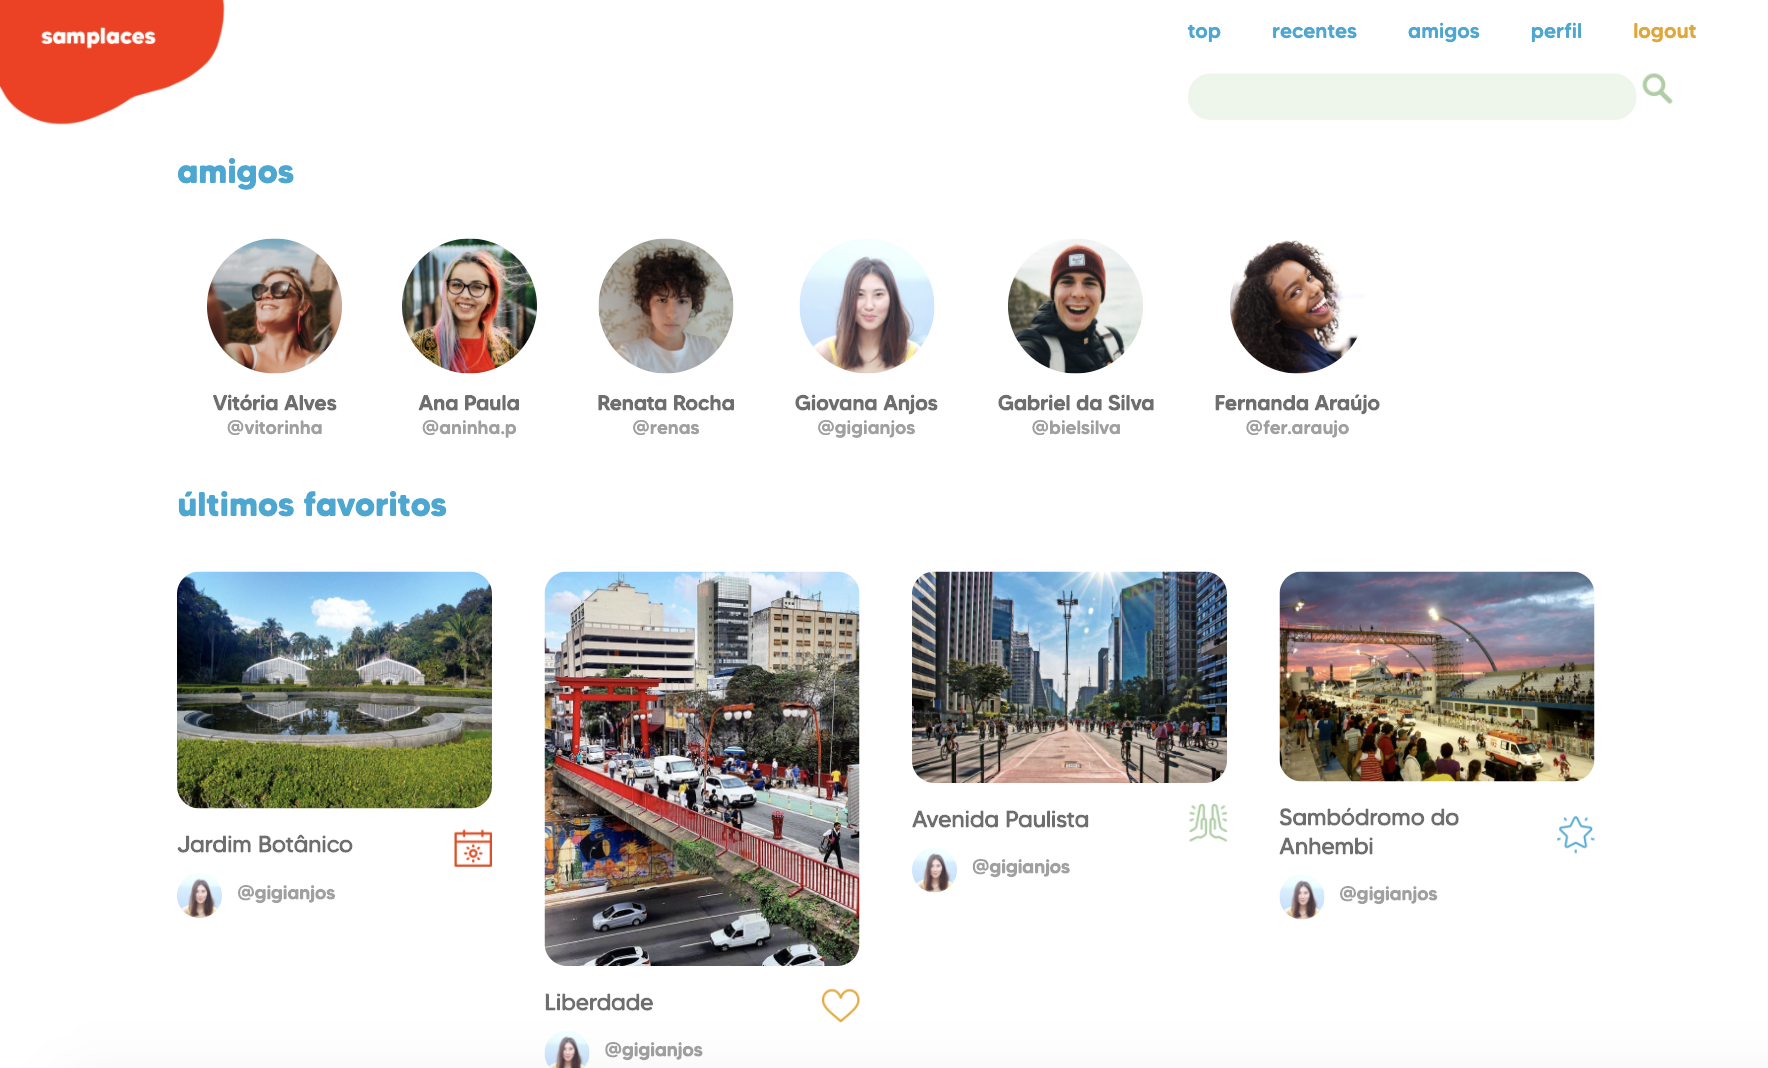 samplaces
top recentes amigos perfil logout
amigos
Vitória Alves
@vitorinha
Ana Paula
@aninha.p
Renata Rocha
@renas
Giovana Anjos
@gigianjos
Gabriel da Silva
@bielsilva
Fernanda Araújo
@fer.araujo
últimos favoritos
Jardim Botânico
@gigianjos
Liberdade
@gigianjos
Avenida Paulista
@gigianjos
Sambódromo do
Anhembi
@gigianjos